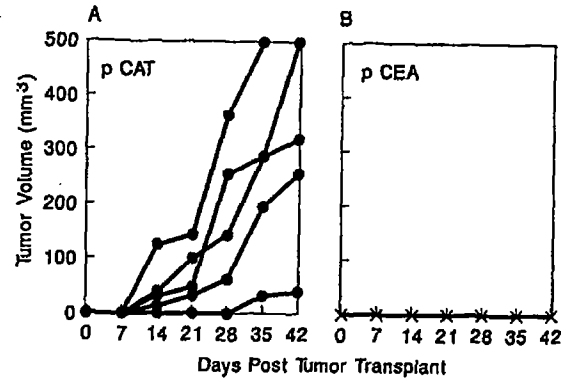 A
B
Tumor Volume (mm³)
500
400
300
200
100
0
p CAT
p CEA
0 7 14 21 28 35 42
0 7 14 21 28 35 42
Days Post Tumor Transplant